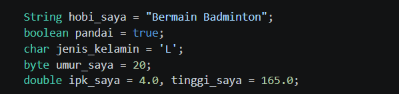 String hobi_saya = "Bermain Badminton";
boolean pandai = true;
char jenis_kelamin = 'L';
byte umur_saya = 20;
double ipk_saya = 4.0, tinggi_saya = 165.0;